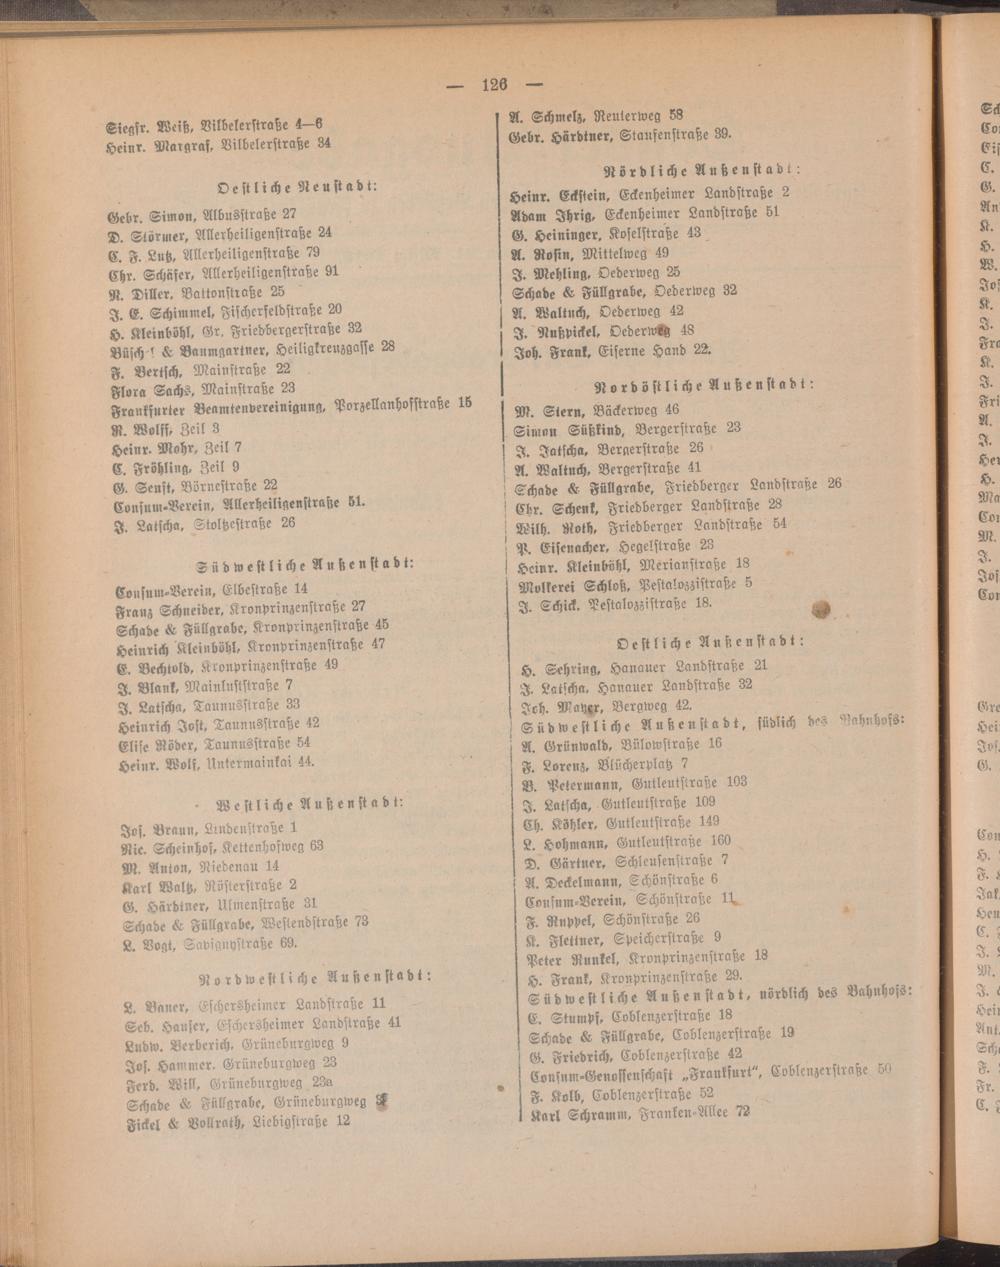 — 126 —
Siegfr. Weiß, Vilbelerstraße 4—6
Heinr. Margraf, Vilbelerstraße 34
Oestliche Neustadt:
Gebr. Simon, Albusstraße 27
D. Störmer, Allerheiligenstraße 24
C. F. Lutz, Allerheiligenstraße 79
Chr. Schäfer, Allerheiligenstraße 91
R. Diller, Battonstraße 25
J. E. Schimmel, Fischerfeldstraße 20
H. Kleinböhl, Gr. Friedbergerstraße 32
& Baumgartner, Heiligkreuzgasse 28
F. Bertsch, Mainstraße 22
Flora Sachs, Mainstraße 23
Frankfurter Beamtenvereinigung, Porzellanhofstraße 15
R. Wolff, Zeil 3
Heinr. Mohr, Zeil 7
C. Fröhling, Zeil 9
G. Senft, Börnestraße 22
Consum-Verein, Allerheiligenstraße 51.
J. Latscha, Stoltzestraße 26
Südwestliche Außenstadt:
Consum-Verein, Elbestraße 14
Franz Schneider, Kronprinzenstraße 27
Schade & Füllgrabe, Kronprinzenstraße 45
Heinrich Kleinböhl, Kronprinzenstraße 47
E. Bechtold, Kronprinzenstraße 49
J. Blank, Mainluststraße 7
J. Latscha, Taunusstraße 33
Heinrich Jost, Taunusstraße 42
Elise Röder, Taunusstraße 54
Heinr. Wolf, Untermainkai 44.
Westliche Außenstadt:
Jos. Braun, Lindenstraße 1
Nic. Scheinhof, Kettenhofweg 63
M. Anton, Niedenau 14
Karl Waltz, Rösterstraße 2
G. Härdtner, Ulmenstraße 31
Schade & Füllgrabe, Westendstraße 73
L. Vogt, Savignystraße 69.
Nordwestliche Außenstadt:
L. Bauer, Eschersheimer Landstraße 11
Seb. Hauser, Eschersheimer Landstraße 41
Ludw. Berberich, Grüneburgweg 9
Jos. Hammer. Grüneburgweg 23
Ferd. Will, Grüneburgweg 23a
Schade & Füllgrabe, Grüneburgweg
Fickel & Vollrath, Liebigstraße 12
A. Schmelz, Reuterweg 58
Gebr. Härdtner, Staufenstraße 39.
Nördliche Außenstadt:
Heinr. Eckstein, Eckenheimer Landstraße 2
Adam Ihrig, Eckenheimer Landstraße 51
G. Heininger, Koselstraße 43
A. Rosin, Mittelweg 49
J. Mehling, Oederweg 25
Schade & Füllgrabe, Oederweg 32
A. Waltuch, Oederweg 42
J. Nußpickel, Oederweg 48
Joh. Frank, Eiserne Hand 22.
Nordöstliche Außenstadt:
M. Stern, Bäckerweg 46
Simon Süßkind, Bergerstraße 23
J. Latscha, Bergerstraße 26
A. Waltuch, Bergerstraße 41
Schade & Füllgrabe, Friedberger Landstraße 26
Chr. Schenk, Friedberger Landstraße 28
Wilh. Roth, Friedberger Landstraße 54
P. Eisenacher, Hegelstraße 23
Heinr. Kleinböhl, Merianstraße 18
Molkerei Schloß, Pestalozzistraße 5
J. Schick. Pestalozzistraße 18.
Oestliche Außenstadt:
H. Sehring, Hanauer Landstraße 21
J. Latscha, Hanauer Landstraße 32
Joh. Mayer, Bergweg 42.
Südwestliche Außenstadt, südlich des Bahnhofs:
A. Grünwald, Bülowstraße 16
F. Lorenz, Blücherplatz 7
B. Petermann, Gutleutstraße 103
J. Latscha, Gutleutstraße 109
Ch. Köhler, Gutleutstraße 149
L. Hohmann, Gutleutstraße 160
D. Gärtner, Schleusenstraße 7
A. Deckelmann, Schönstraße 6
Consum-Verein, Schönstraße 11
F. Ruppel, Schönstraße 26
K. Flettner, Speicherstraße 9
Peter Runkel, Kronprinzenstraße 18
H. Frank, Kronprinzenstraße 29.
Südwestliche Außenstadt, nördlich des Bahnhofs:
C. Stumpf, Coblenzerstraße 18
Schade & Füllgrabe, Coblenzerstraße 19
G. Friedrich, Coblenzerstraße 42
Consum-Genossenschaft „Frankfurt“, Coblenzerstraße 50
F. Kolb, Coblenzerstraße 52
Karl Schramm, Franken-Allee 72